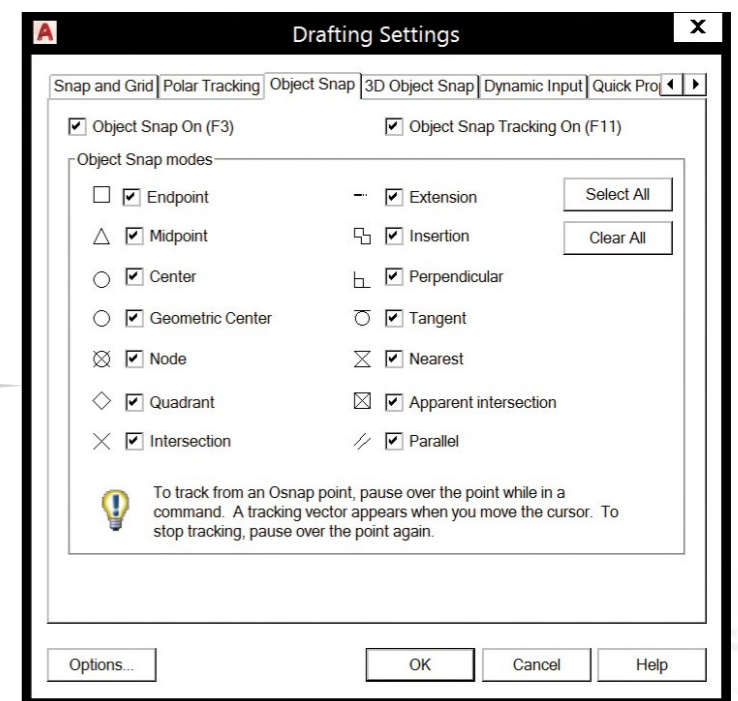 Drafting Settings X
Snap and Grid Polar Tracking Object Snap 3D Object Snap Dynamic Input Quick Pro
Object Snap On (F3) Object Snap Tracking On (F11)
Object Snap modes
Endpoint Extension Select All
Midpoint Insertion Clear All
Center Perpendicular
Geometric Center Tangent
Node Nearest
Quadrant Apparent intersection
Intersection Parallel
To track from an Osnap point, pause over the point while in a
command. A tracking vector appears when you move the cursor. To
stop tracking, pause over the point again.
Options... OK Cancel Help